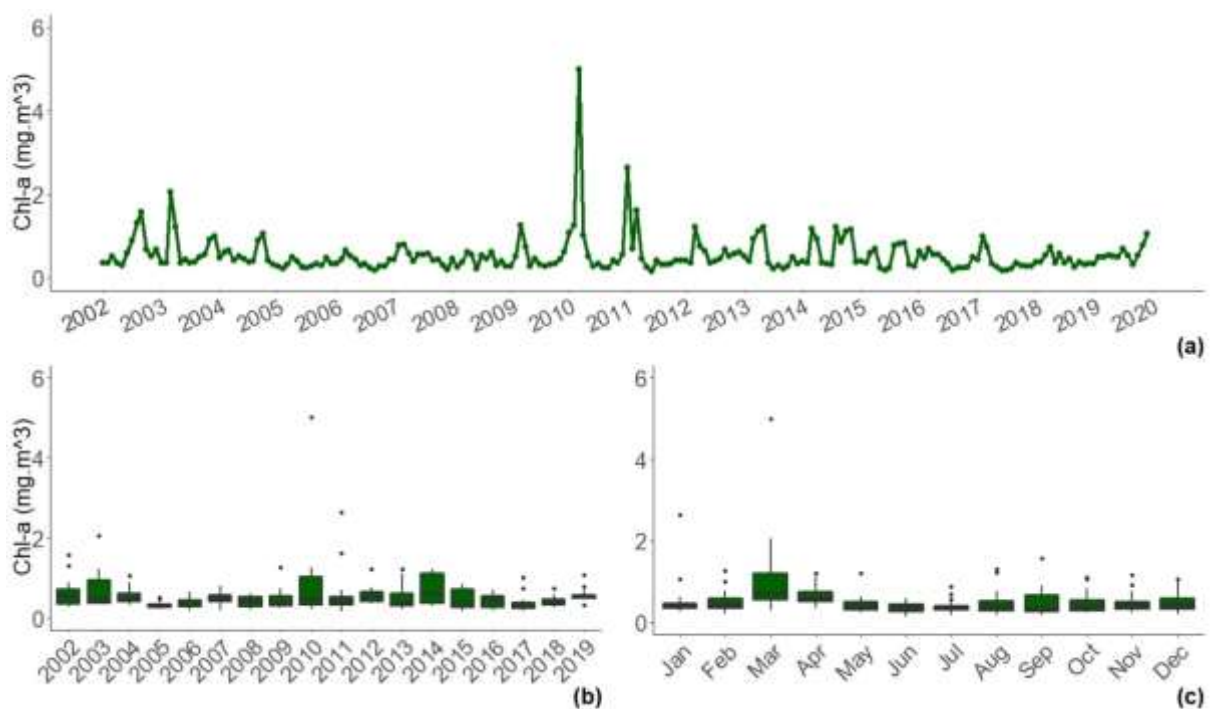 6
4
2
0
Chl-a (mg.m^3)
2002 2003 2004 2005 2006 2007 2008 2009 2010 2011 2012 2013 2014 2015 2016 2017 2018 2019 2020
(a)
6
4
2
0
Chl-a (mg.m^3)
2002 2003 2004 2005 2006 2007 2008 2009 2010 2011 2012 2013 2014 2015 2016 2017 2018 2019
(b)
6
4
2
0
Jan Feb Mar Apr May Jun Jul Aug Sep Oct Nov Dec
(c)